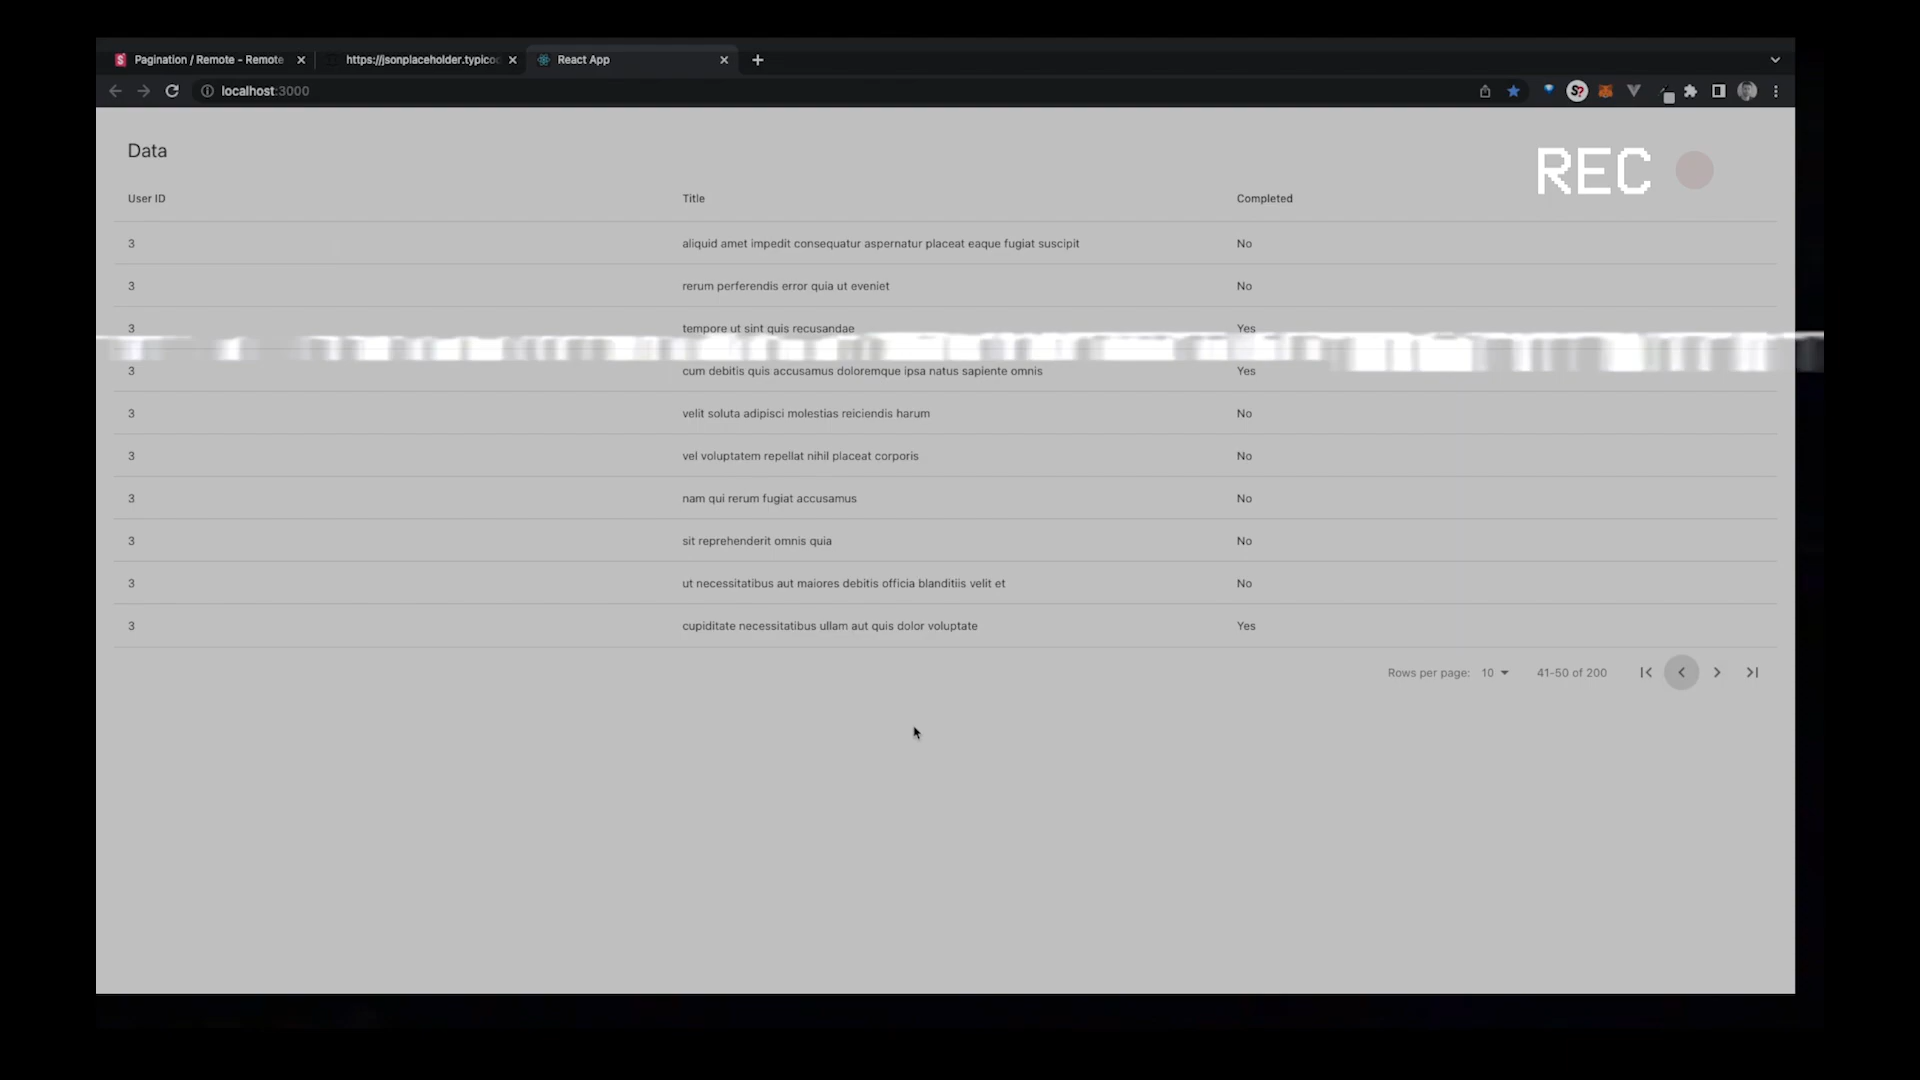 Pagination / Remote - Remote
https://jsonplaceholder.typico
React App
localhost:3000
Data
REC
User ID Title Completed
3 aliquid amet impedit consequatur aspernatur placeat eaque fugiat suscipit No
3 rerum perferendis error quia ut eveniet No
3 tempore ut sint quis recusandae Yes
3 cum debitis quis accusamus doloremque ipsa natus sapiente omnis Yes
3 velit soluta adipisci molestias reiciendis harum No
3 vel voluptatem repellat nihil placeat corporis No
3 nam qui rerum fugiat accusamus No
3 sit reprehenderit omnis quia No
3 ut necessitatibus aut maiores debitis officia blanditiis velit et No
3 cupiditate necessitatibus ullam aut quis dolor voluptate Yes
Rows per page: 10 41-50 of 200